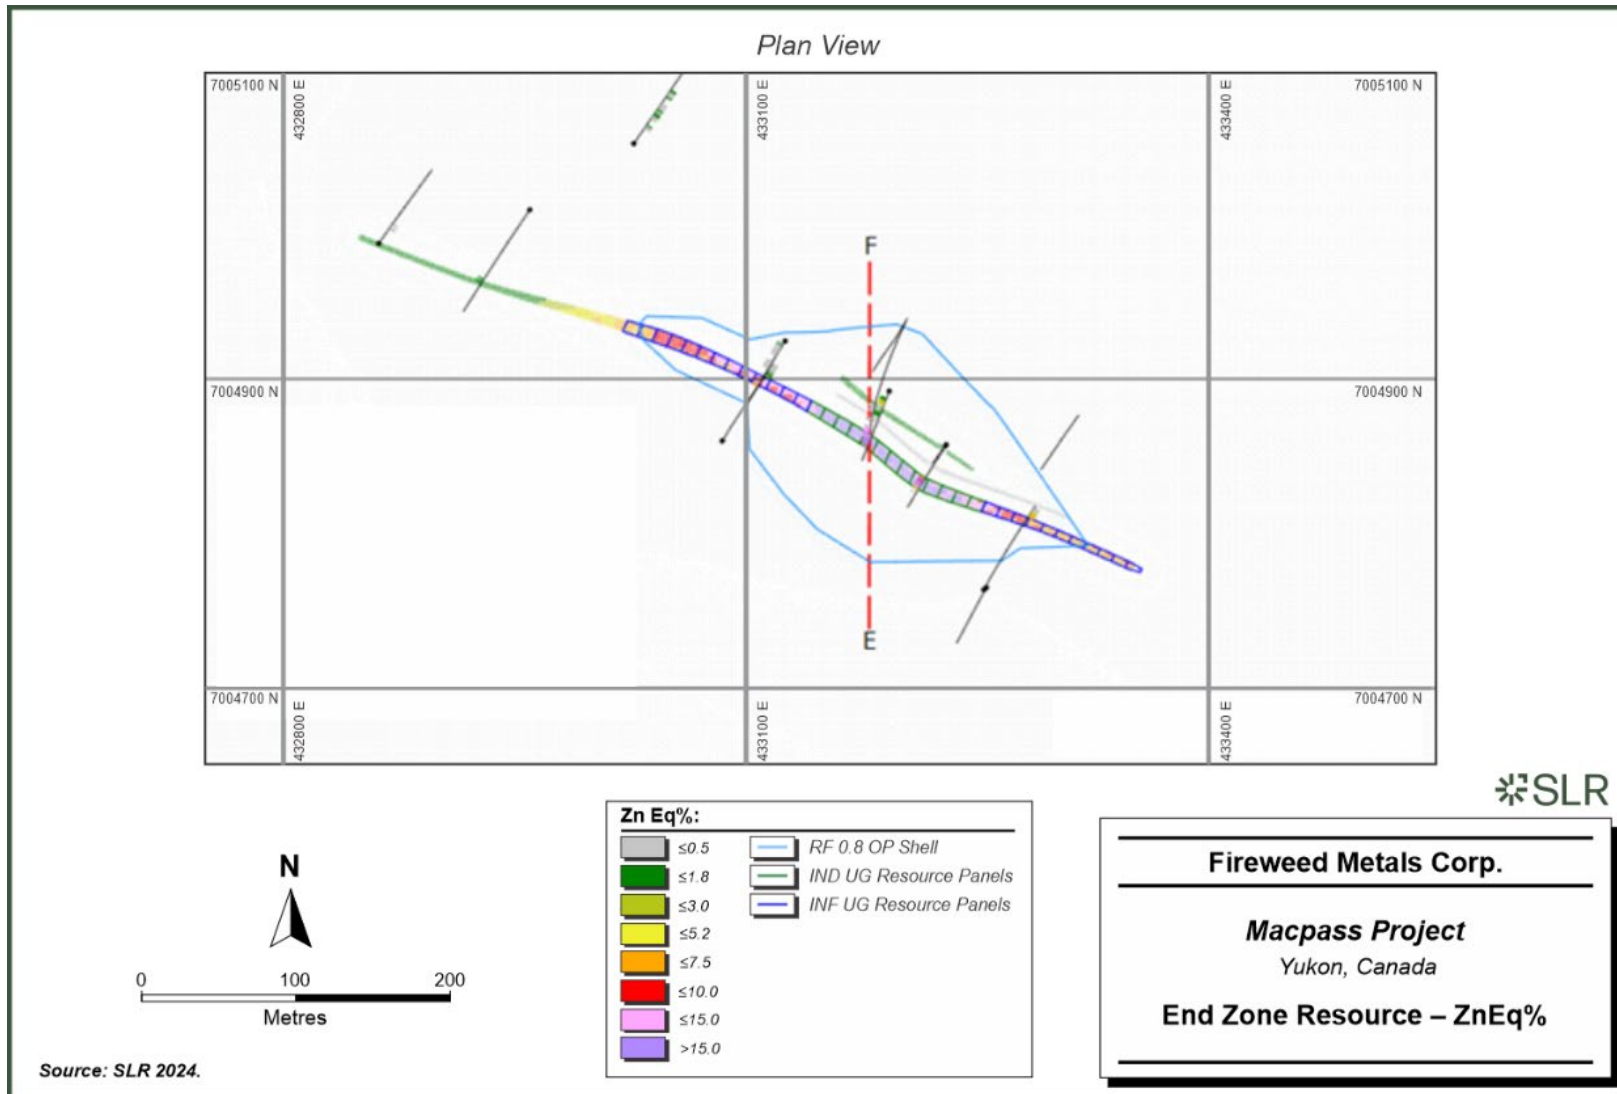 Plan View
7005100 N
432800 E
433100 E
433400 E
7005100 N
F
7004900 N
7004900 N
E
7004700 N
432800 E
433100 E
433400 E
7004700 N
SLR
N
0 100 200
Metres
Zn Eq%:
≤0.5
≤1.8
≤3.0
≤5.2
≤7.5
≤10.0
≤15.0
>15.0
RF 0.8 OP Shell
IND UG Resource Panels
INF UG Resource Panels
Fireweed Metals Corp.
Macpass Project
Yukon, Canada
End Zone Resource – ZnEq%
Source: SLR 2024.